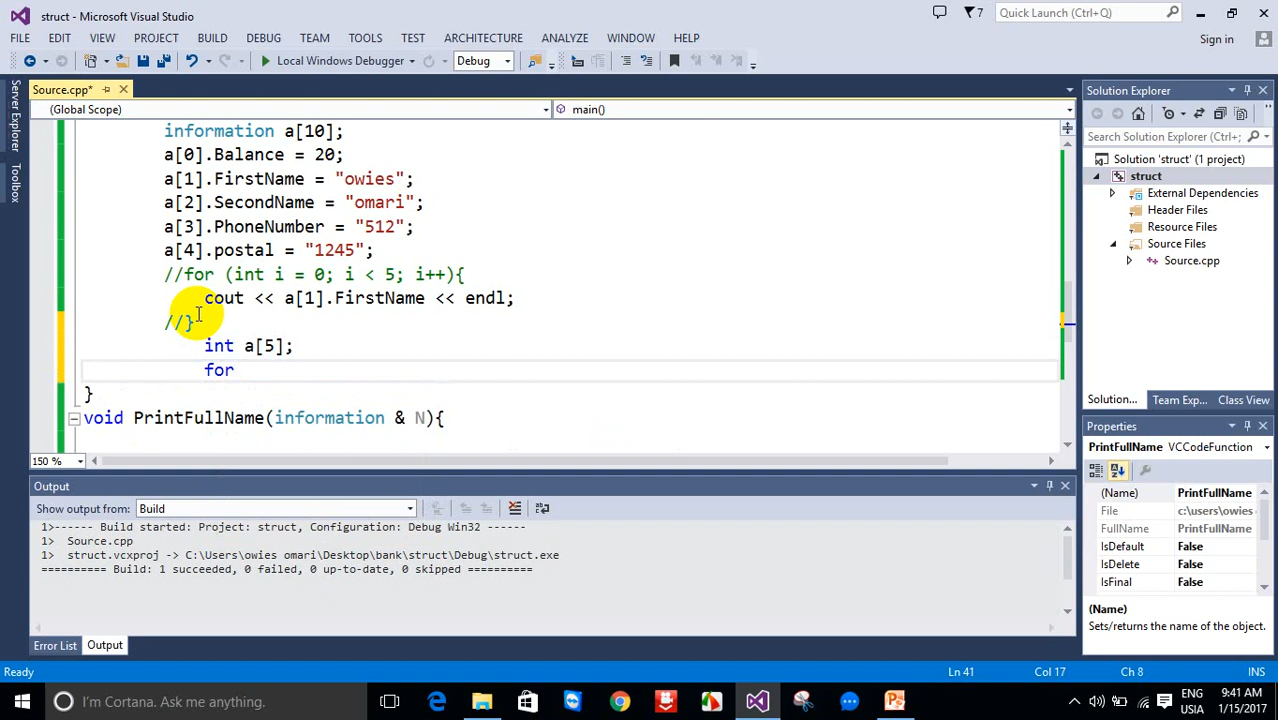 struct - Microsoft Visual Studio
7
Quick Launch (Ctrl+Q)
FILE EDIT VIEW PROJECT BUILD DEBUG TEAM TOOLS TEST ARCHITECTURE ANALYZE WINDOW HELP
Sign in
Local Windows Debugger
Debug
Server Explorer
Toolbox
Source.cpp*
(Global Scope)
main()
information a[10];
a[0].Balance = 20;
a[1].FirstName = "owies";
a[2].SecondName = "omari";
a[3].PhoneNumber = "512";
a[4].postal = "1245";
//for (int i = 0; i < 5; i++){
cout << a[1].FirstName << endl;
//}
int a[5];
for
}
void PrintFullName(information & N){
150 %
Output
Show output from: Build
1>------ Build started: Project: struct, Configuration: Debug Win32 ------
1>  Source.cpp
1>  struct.vcxproj -> C:\Users\owies omari\Desktop\bank\struct\Debug\struct.exe
========== Build: 1 succeeded, 0 failed, 0 up-to-date, 0 skipped ==========
Error List Output
Solution Explorer
Search Solution Explorer (Ctrl+;
Solution 'struct' (1 project)
struct
External Dependencies
Header Files
Resource Files
Source Files
Source.cpp
Solution... Team Exp... Class View
Properties
PrintFullName VCCodeFunction
(Name) PrintFullName
File c:\users\owies
FullName PrintFullName
IsDefault False
IsDelete False
IsFinal False
(Name)
Sets/returns the name of the object.
Ready
Ln 41
Col 17
Ch 8
INS
I'm Cortana. Ask me anything.
ENG
USIA
9:41 AM
1/15/2017